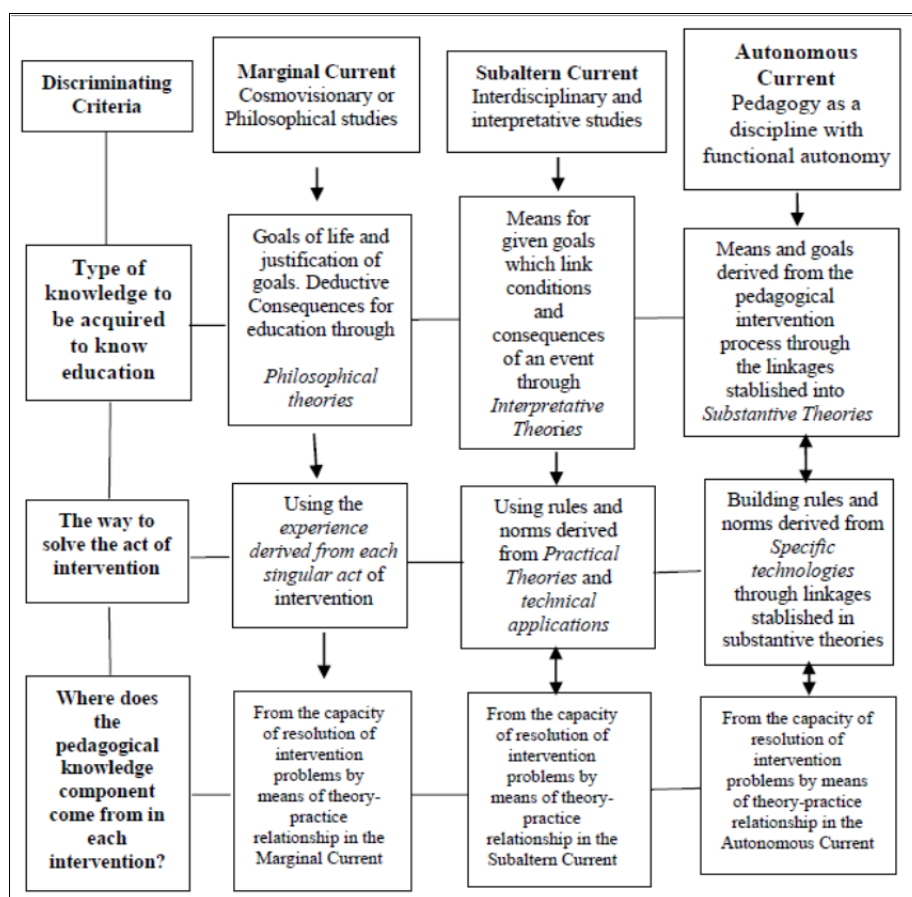 Discriminating
Criteria
Marginal Current
Cosmovisionary or
Philosophical studies
Subaltern Current
Interdisciplinary and
interpretative studies
Autonomous
Current
Pedagogy as a
discipline with
functional autonomy
Type of
knowledge to
be acquired
to know
education
Goals of life and
justification of
goals. Deductive
Consequences for
education through
Philosophical
theories
Means for
given goals
which link
conditions
and
consequences
of an event
through
Interpretative
Theories
Means and goals
derived from the
pedagogical
intervention
process through
the linkages
stablished into
Substantive Theories
The way to
solve the act of
intervention
Using the
experience
derived from each
singular act of
intervention
Using rules and
norms derived
from Practical
Theories and
technical
applications
Building rules and
norms derived from
Specific
technologies
through linkages
stablished in
substantive theories
Where does
the
pedagogical
knowledge
component
come from in
each
intervention?
From the capacity
of resolution of
intervention
problems by
means of theory-
practice
relationship in the
Marginal Current
From the capacity
of resolution of
intervention
problems by
means of theory-
practice
relationship in the
Subaltern Current
From the capacity of
resolution of
intervention
problems by means
of theory-practice
relationship in the
Autonomous Current